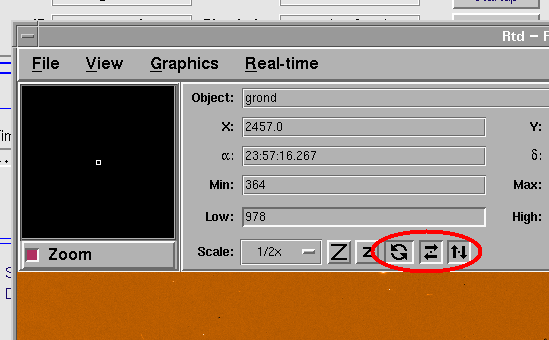 Rtd – F
File View Graphics Real-time
Object: grond
X: 2457.0 Y:
α: 23:57:16.267 δ:
Min: 364 Max:
Low: 978 High:
Zoom Scale: 1/2x Z z